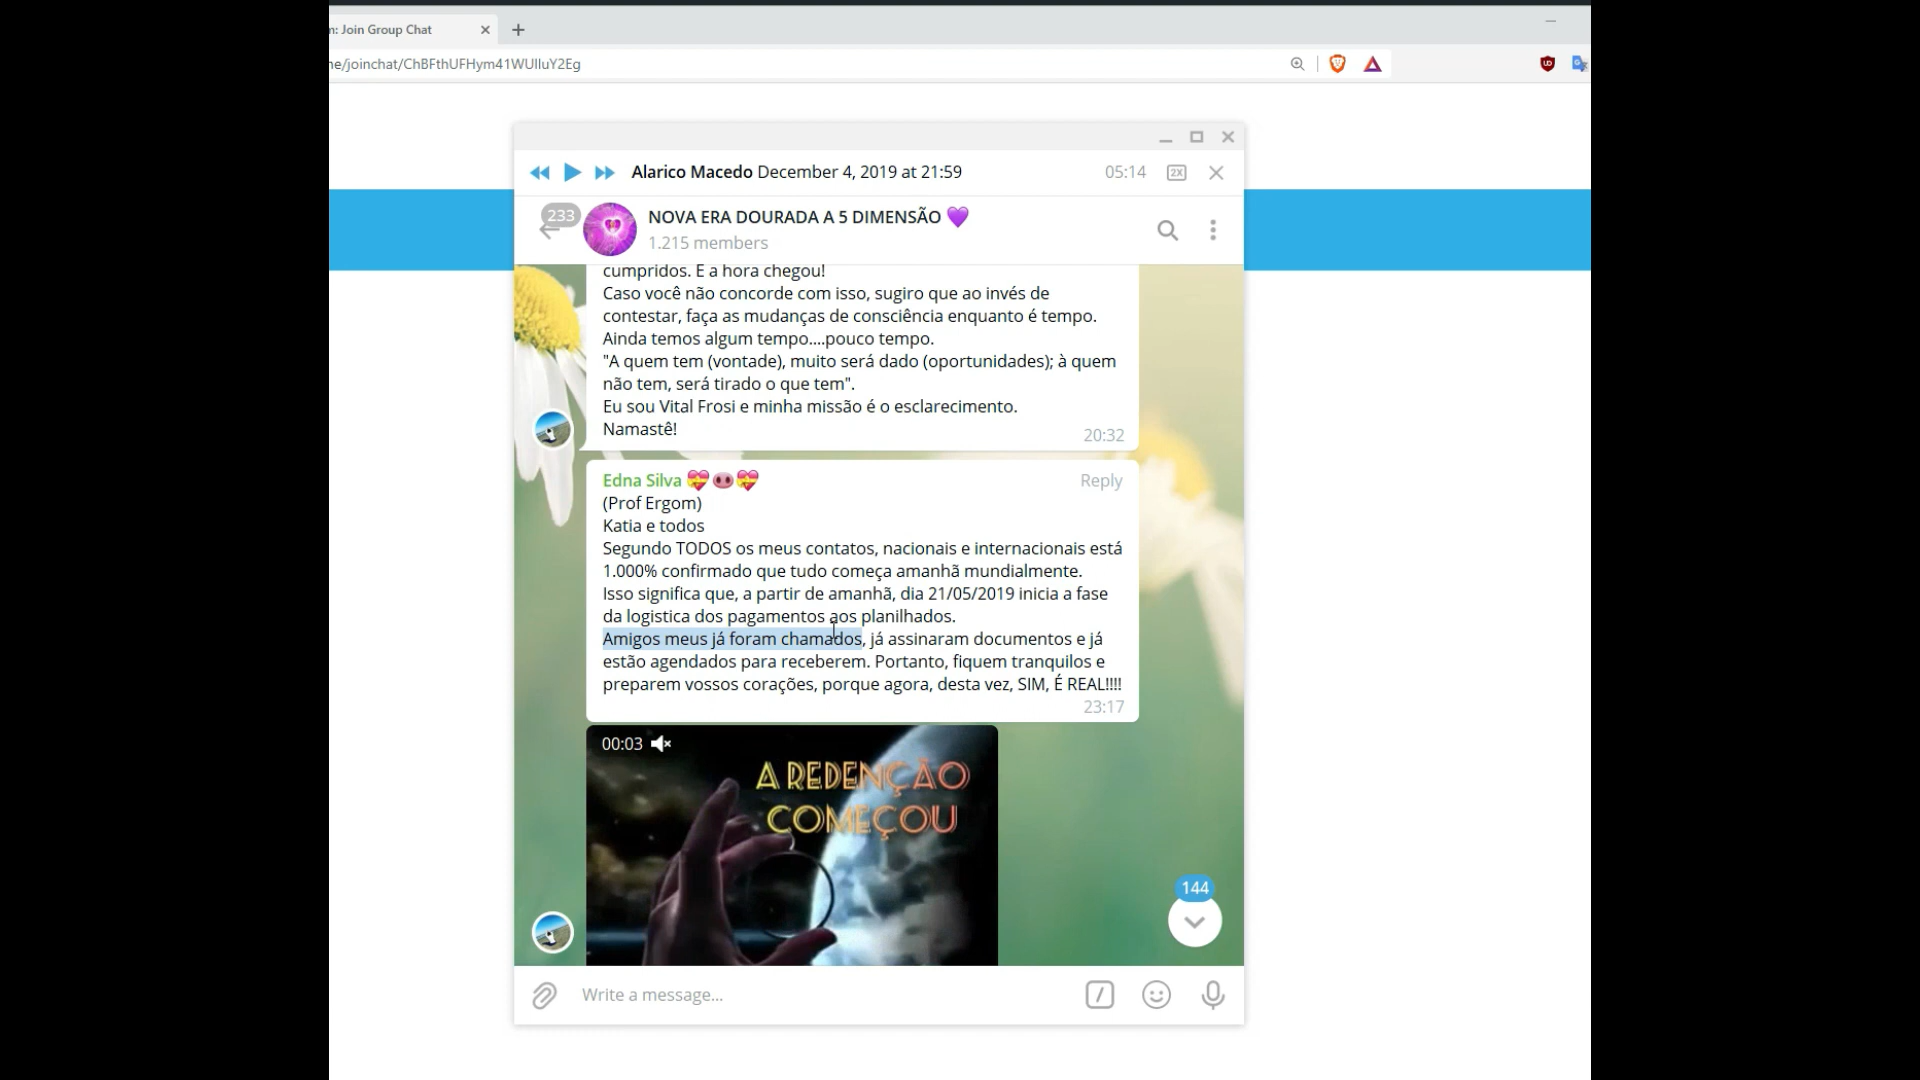 n: Join Group Chat
ne/joinchat/ChBFthUFHym41WUIluY2Eg
Alarico Macedo December 4, 2019 at 21:59
05:14
2X
233
NOVA ERA DOURADA A 5 DIMENSÃO 💜
1.215 members
cumpridos. E a hora chegou!
Caso você não concorde com isso, sugiro que ao invés de
contestar, faça as mudanças de consciência enquanto é tempo.
Ainda temos algum tempo....pouco tempo.
"A quem tem (vontade), muito será dado (oportunidades); à quem
não tem, será tirado o que tem".
Eu sou Vital Frosi e minha missão é o esclarecimento.
Namastê!
20:32
Edna Silva 💝🐽💝
Reply
(Prof Ergom)
Katia e todos
Segundo TODOS os meus contatos, nacionais e internacionais está
1.000% confirmado que tudo começa amanhã mundialmente.
Isso significa que, a partir de amanhã, dia 21/05/2019 inicia a fase
da logistica dos pagamentos aos planilhados.
Amigos meus já foram chamados, já assinaram documentos e já
estão agendados para receberem. Portanto, fiquem tranquilos e
preparem vossos corações, porque agora, desta vez, SIM, É REAL!!!!
23:17
00:03
A REDENÇÃO
COMEÇOU
144
Write a message...